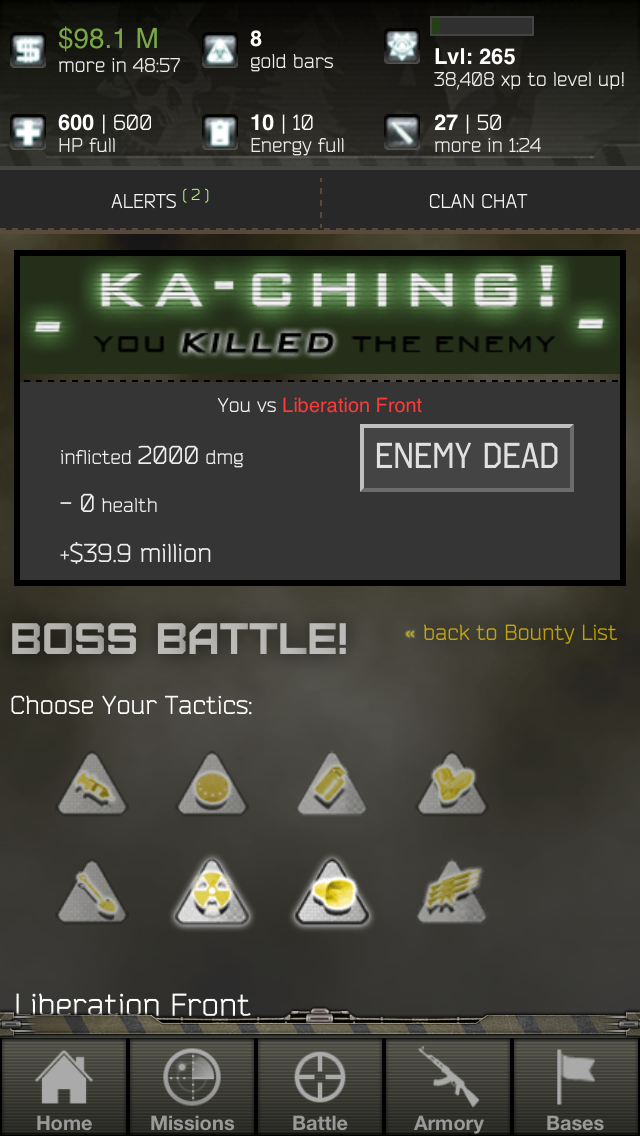 $98.1 M
more in 48:57
8
gold bars
Lvl: 265
38,408 xp to level up!
600 | 600
HP full
10 | 10
Energy full
27 | 50
more in 1:24
ALERTS (2)
CLAN CHAT
- KA-CHING! -
YOU KILLED THE ENEMY
You vs Liberation Front
inflicted 2000 dmg
ENEMY DEAD
- 0 health
+$39.9 million
BOSS BATTLE!
« back to Bounty List
Choose Your Tactics:
Liberation Front
Home
Missions
Battle
Armory
Bases